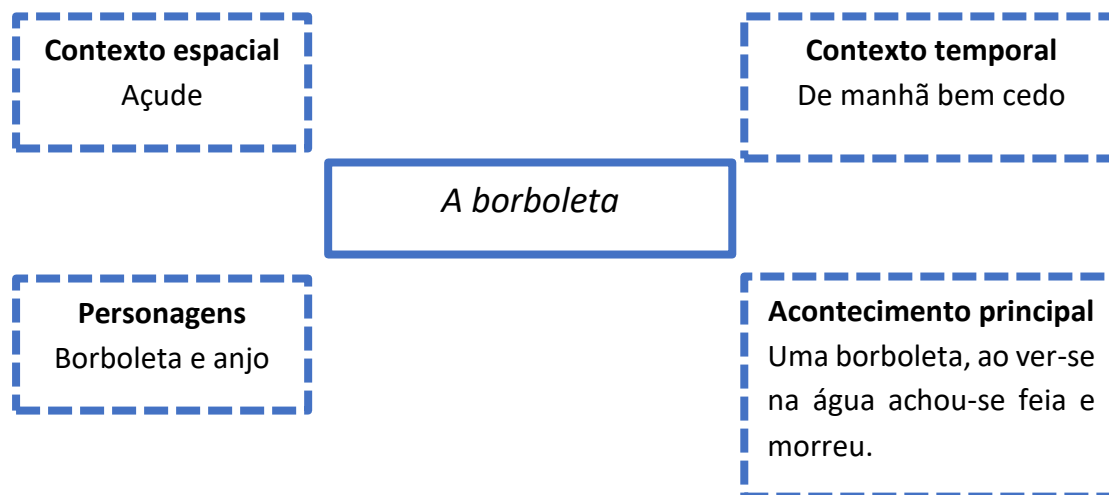 Contexto espacial
Açude
Contexto temporal
De manhã bem cedo
A borboleta
Personagens
Borboleta e anjo
Acontecimento principal
Uma borboleta, ao ver-se
na água achou-se feia e
morreu.